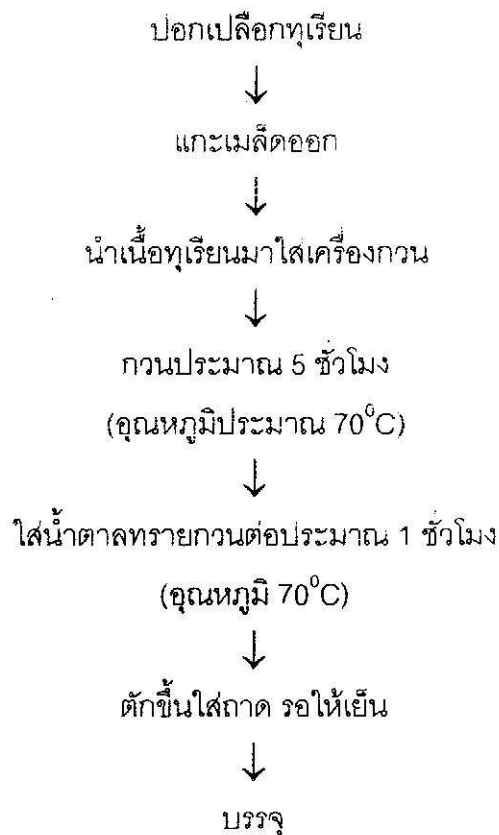 ปอกเปลือกทุเรียน
↓
แกะเมล็ดออก
↓
นำเนื้อทุเรียนมาใส่เครื่องกวน
↓
กวนประมาณ 5 ชั่วโมง
(อุณหภูมิประมาณ 70⁰C)
↓
ใส่น้ำตาลทรายกวนต่อประมาณ 1 ชั่วโมง
(อุณหภูมิ 70⁰C)
↓
ตักขึ้นใส่ถาด รอให้เย็น
↓
บรรจุ